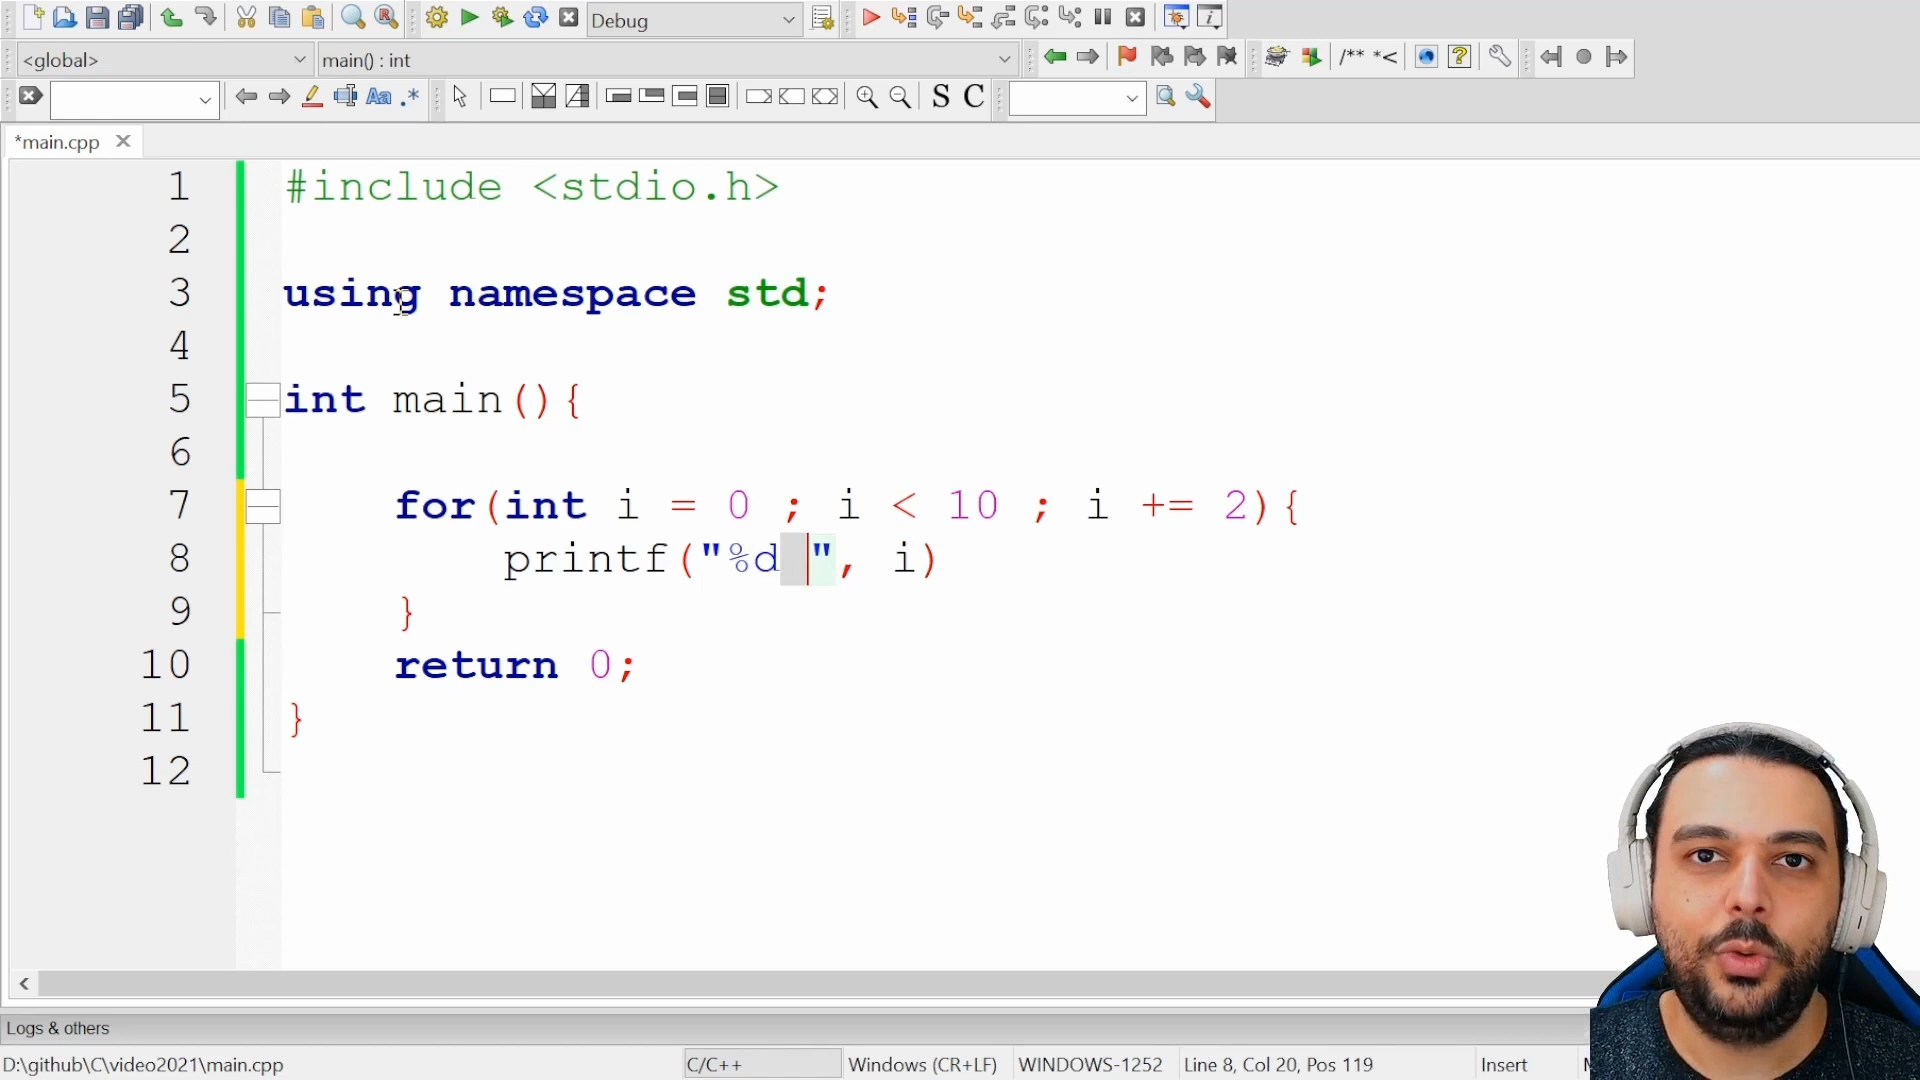 Debug
<global>
main() : int
/** *<
Aa .*
S C
*main.cpp
1 #include <stdio.h>
2
3 using namespace std;
4
5 int main(){
6
7 for(int i = 0 ; i < 10 ; i += 2){
8 printf("%d ", i)
9 }
10 return 0;
11 }
12
Logs & others
D:\github\C\video2021\main.cpp C/C++ Windows (CR+LF) WINDOWS-1252 Line 8, Col 20, Pos 119 Insert